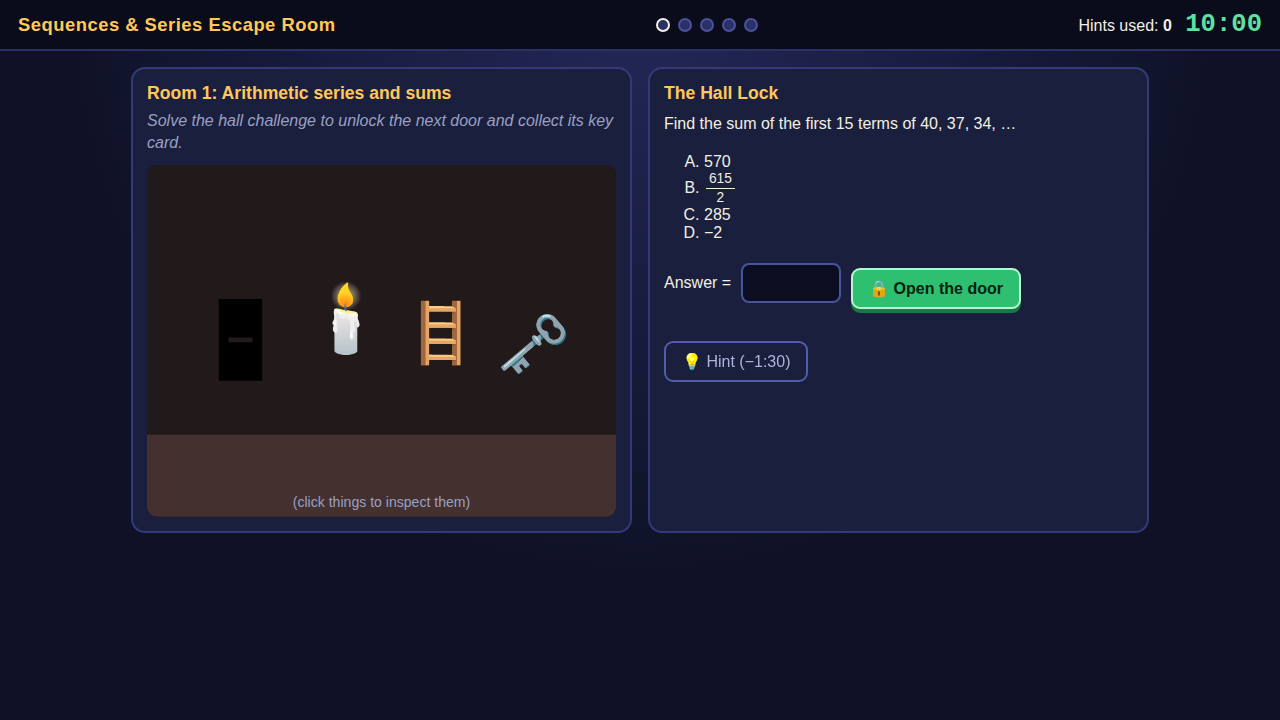 Sequences & Series Escape Room
Hints used: 0 10:00
Room 1: Arithmetic series and sums
Solve the hall challenge to unlock the next door and collect its key
card.
(click things to inspect them)
The Hall Lock
Find the sum of the first 15 terms of 40, 37, 34, …
A. 570
B. 615/2
C. 285
D. −2
Answer =
🔒 Open the door
💡 Hint (−1:30)